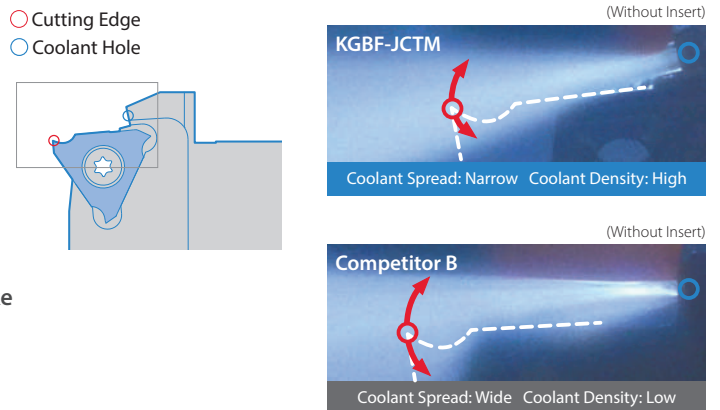 Cutting Edge
Coolant Hole
(Without Insert)
KGBF-JCTM
Coolant Spread: Narrow Coolant Density: High
(Without Insert)
Competitor B
Coolant Spread: Wide Coolant Density: Low